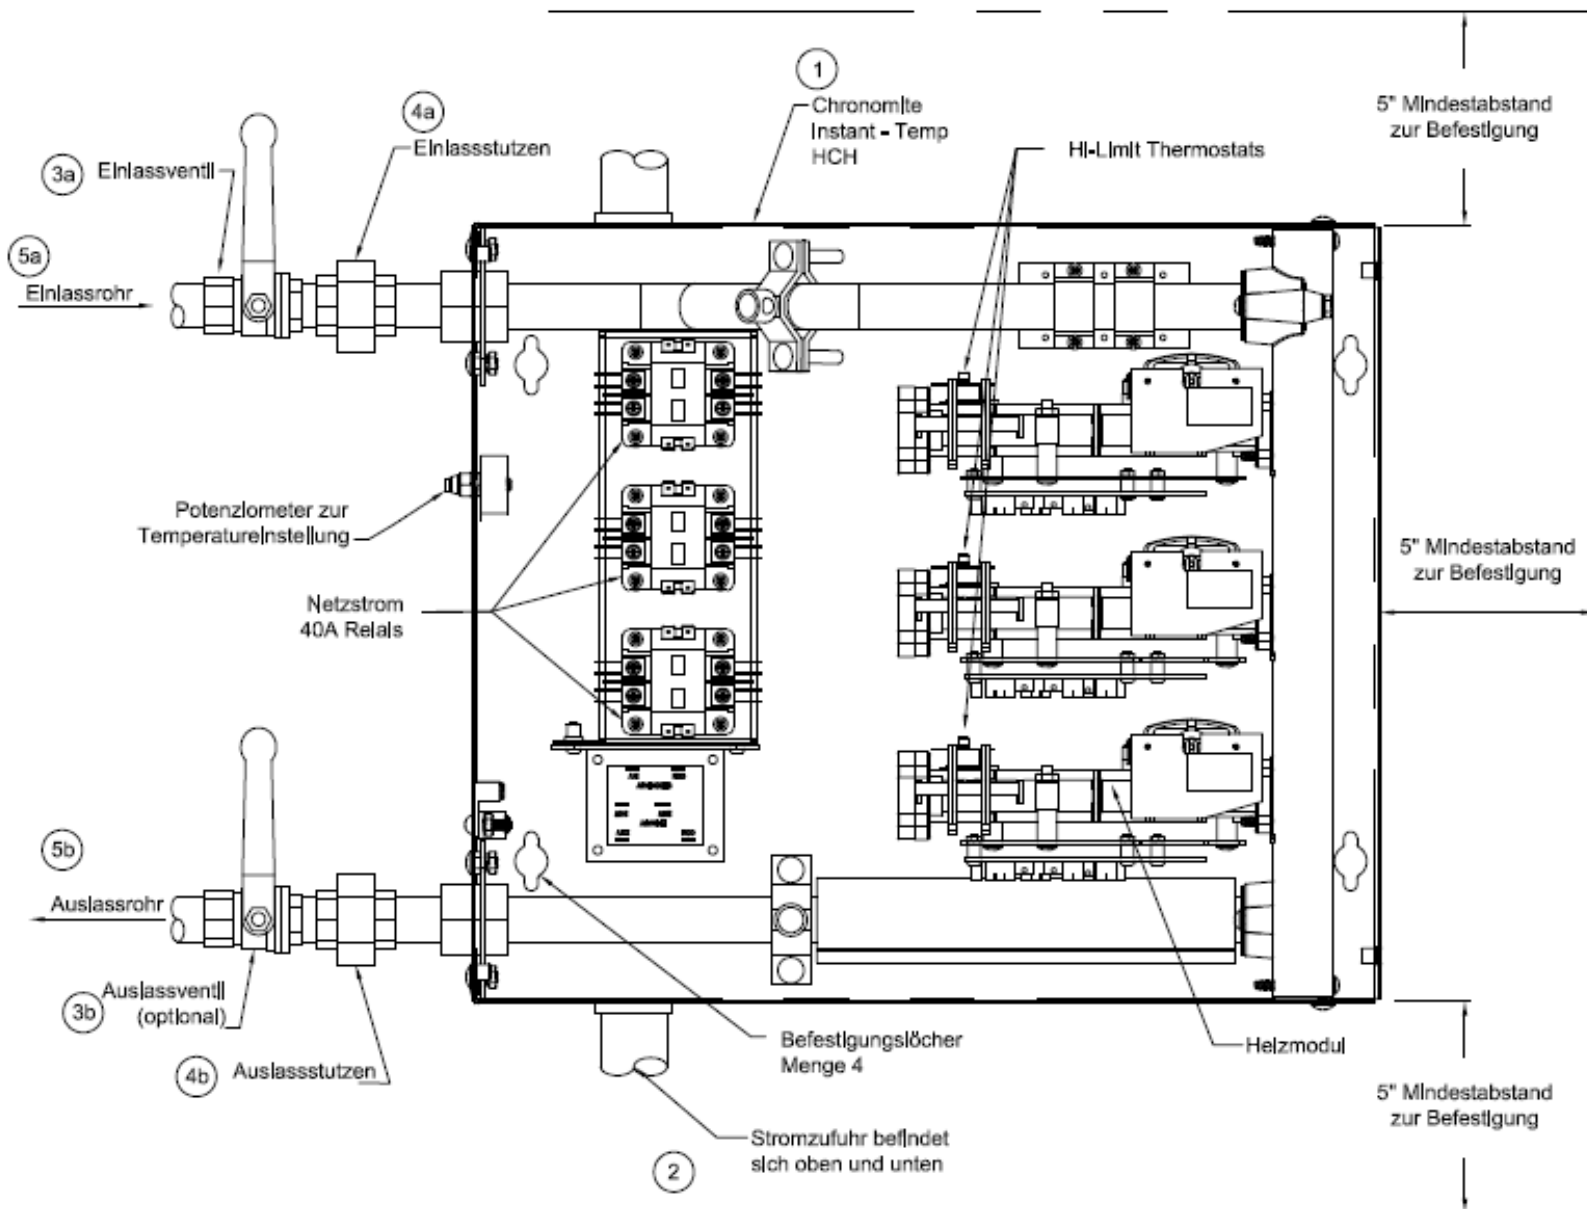 1
Chronomite
Instant - Temp
HCH
4a
Einlassstutzen
3a
Einlassventil
5a
Einlassrohr
Hi-Limit Thermostats
5" Mindestabstand
zur Befestigung
Potenziometer zur
Temperatureinstellung
Netzstrom
40A Relais
5" Mindestabstand
zur Befestigung
5b
Auslassrohr
Auslassventil
(optional)
3b
4b
Auslassstutzen
Befestigungslöcher
Menge 4
Heizmodul
5" Mindestabstand
zur Befestigung
Stromzufuhr befindet
sich oben und unten
2